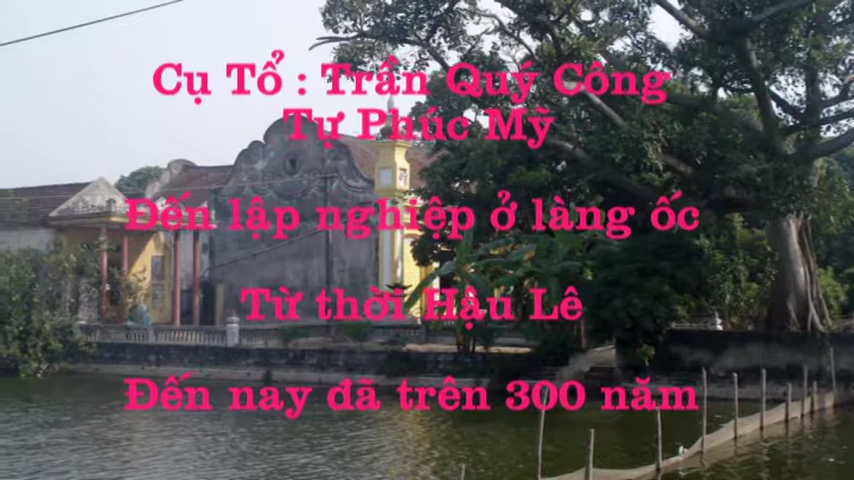 Cụ Tổ : Trần Quý Công
Tự Phúc Mỹ
Đến lập nghiệp ở làng ốc
Từ thời Hậu Lê
Đến nay đã trên 300 năm